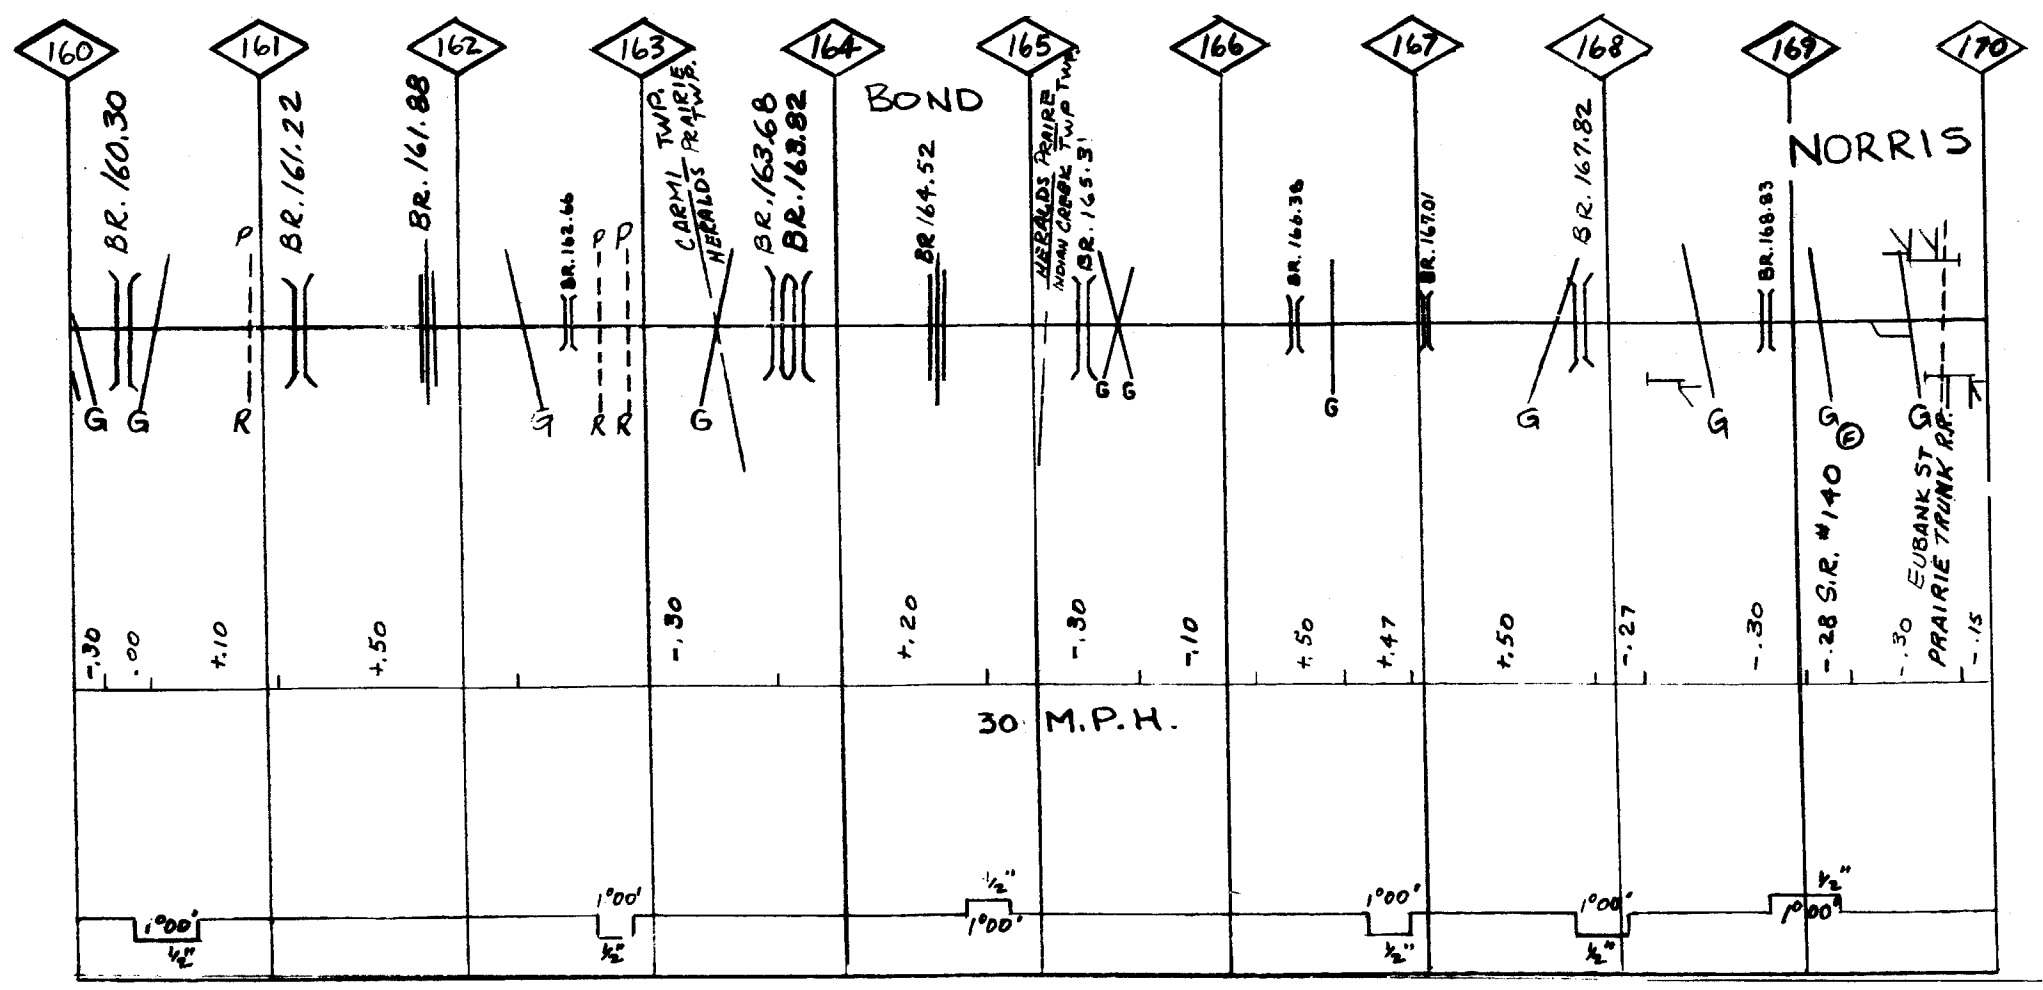 160 161 162 163 164 165 166 167 168 169 170
BOND
NORRIS
BR. 160.30
BR. 161.22
BR. 161.88
BR. 162.66
CARMI TWP.
HERALDS PRAIRIE TWP.
BR. 163.68
BR. 163.82
BR 164.52
HERALDS PRAIRE TWP
INDIAN CREEK TWP
BR. 165.31
BR. 166.38
BR. 167.01
BR. 167.82
BR. 168.83
P P P
G G R G R R G G G G G G G G
E
-.28 S.R. #140
EUBANK ST
PRAIRIE TRUNK R.R.
-.30 .00 +.10 +.50 -.30 +.20 -.30 -.10 +.50 +.47 +.50 -.27 -.30 -.30 -.15
30 M.P.H.
1°00' 1°00' 1/2" 1°00' 1°00' 1/2"
1/2" 1/2" 1°00' 1/2" 1/2" 1°00'